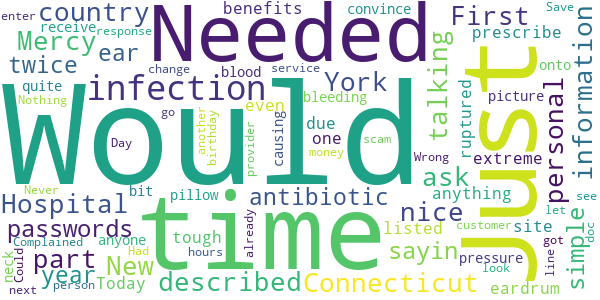 enter
country
benefits
convince
receive
response
Mercy
twice
ear
Needed
First
prescribe
Save
onto
quite
change
blood
service
York
talking
information
Nothing
infection
bleeding
even
picture
Day
go
another
birthday
provider
causing
due
one
money
scam
ruptured
personal
Would
just
Wrong
extreme
ask
anything
simple
Hospital
bit
pillow
antibiotic
nice
see
passwords
anyone
tough
time
listed
site
let
customer
doc
Never
Complained
Had
hours
already
sayin
pressure
line
got
part
neck
Could
year
New
Today
described
Connecticut
look
eardrum
next
person